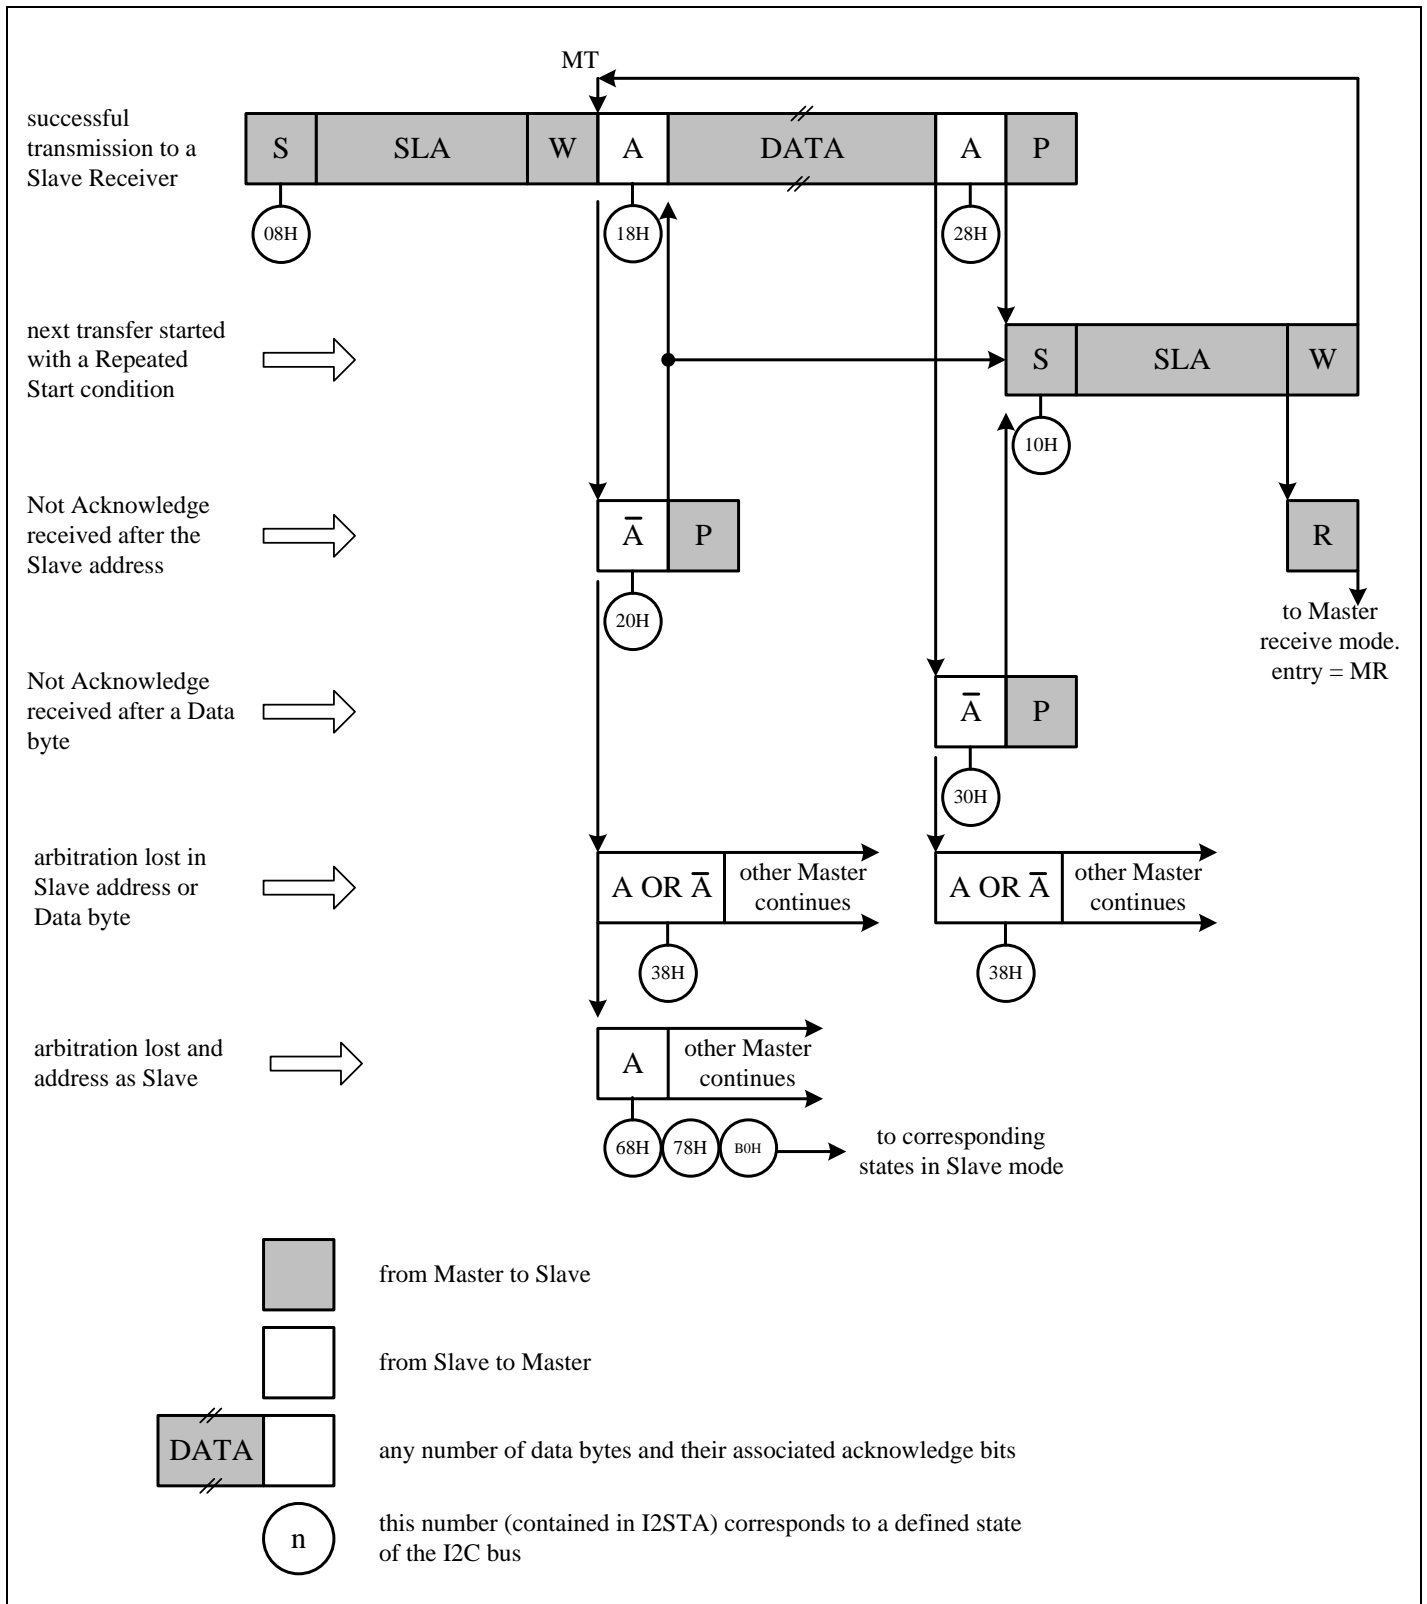 MT
successful
transmission to a
Slave Receiver
S SLA W A DATA A P
08H 18H 28H
next transfer started
with a Repeated
Start condition
S SLA W
10H
Not Acknowledge
received after the
Slave address
A̅ P
R
20H
to Master
receive mode.
entry = MR
Not Acknowledge
received after a Data
byte
A̅ P
30H
arbitration lost in
Slave address or
Data byte
A OR A̅
other Master
continues
A OR A̅
other Master
continues
38H 38H
arbitration lost and
address as Slave
A
other Master
continues
68H 78H B0H
to corresponding
states in Slave mode
from Master to Slave
from Slave to Master
DATA
any number of data bytes and their associated acknowledge bits
n
this number (contained in I2STA) corresponds to a defined state
of the I2C bus